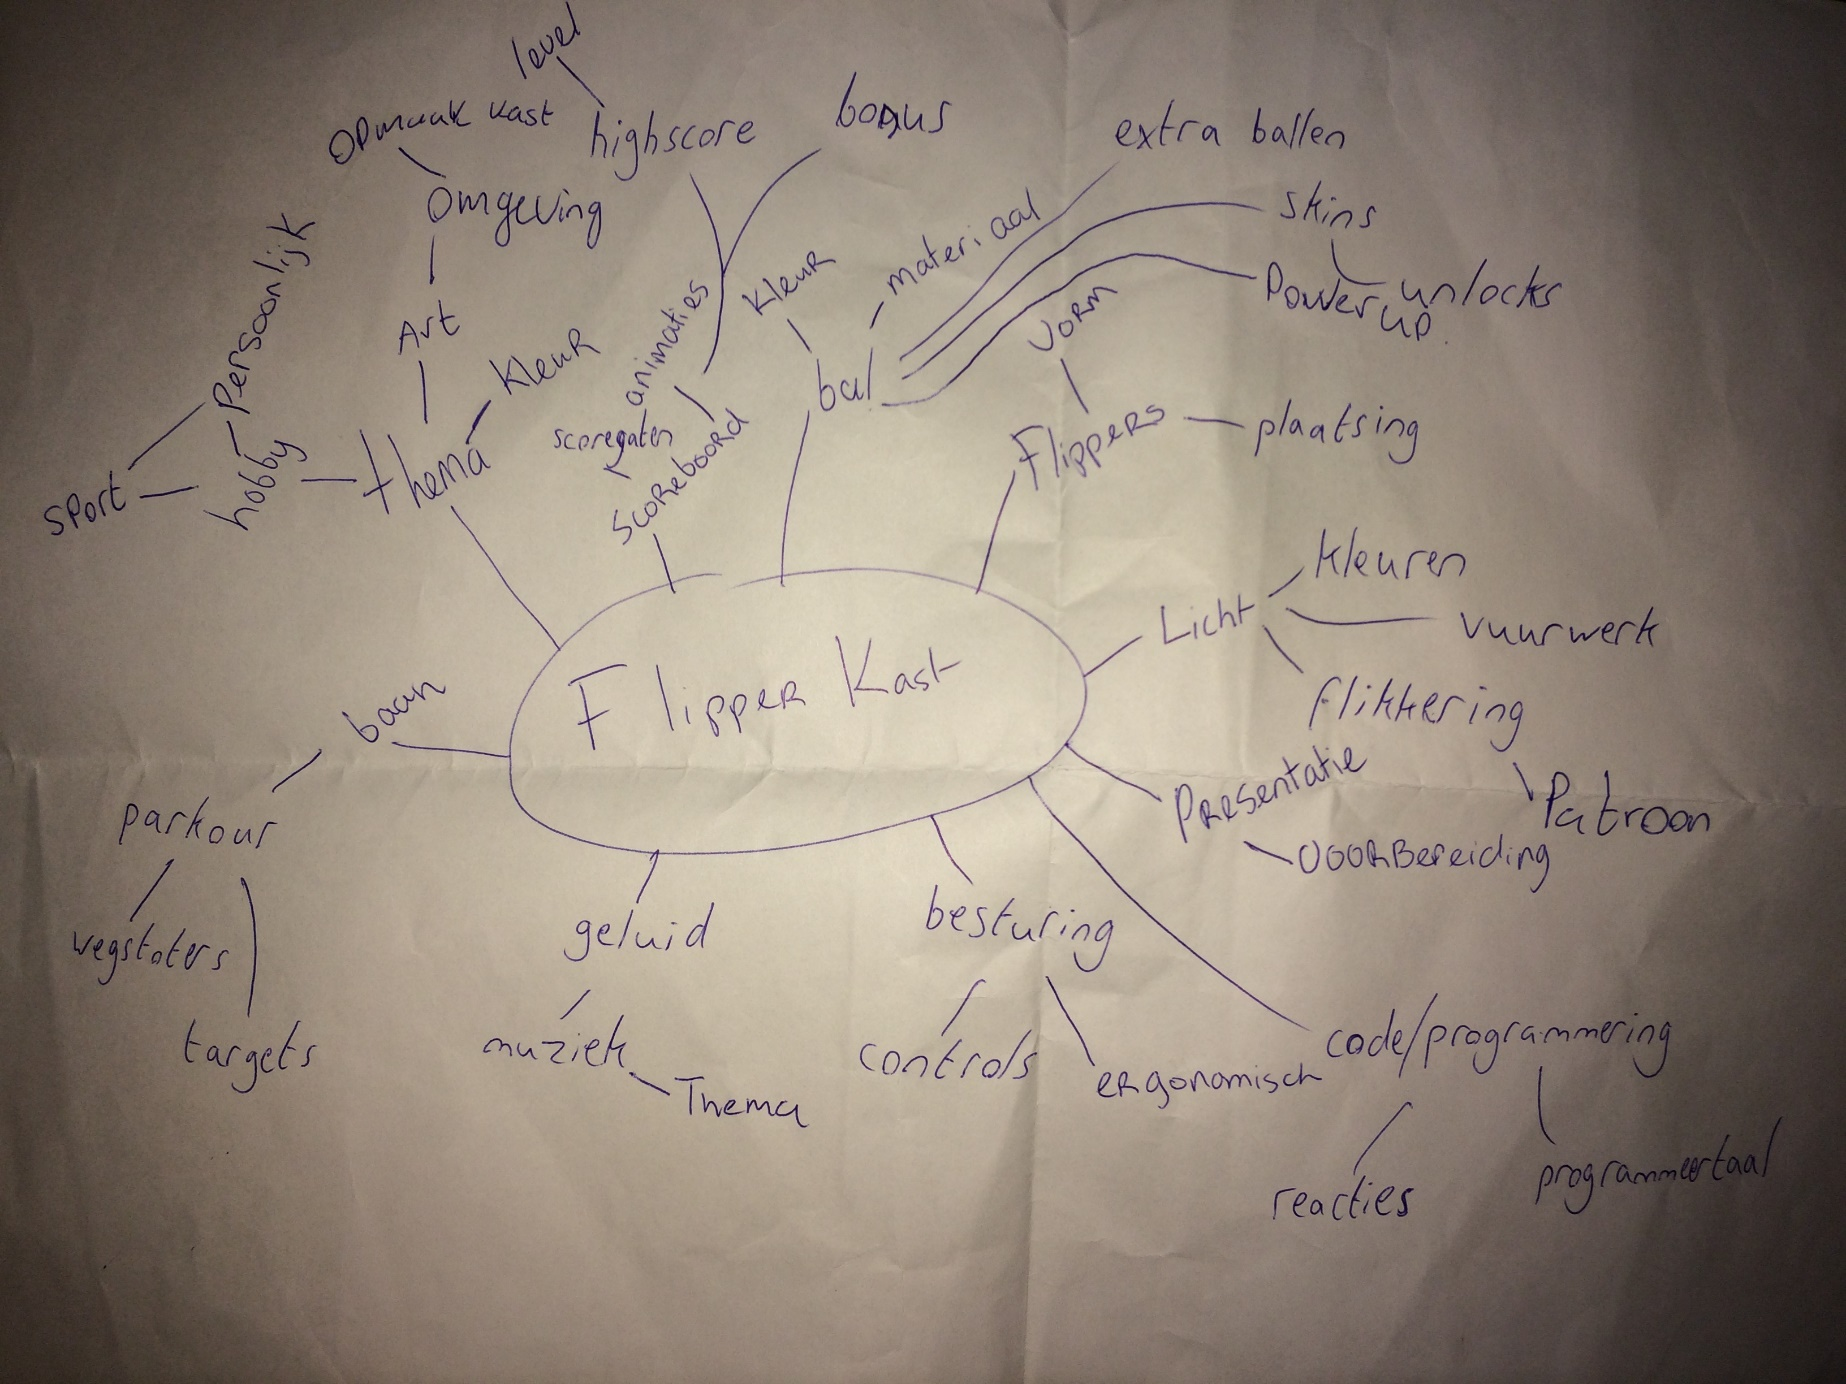 level
opmaak kast
highscore
bonus
extra ballen
omgeving
skins
materiaal
Persoonlijk
kleur
Power up
unlocks
Art
animaties
vorm
kleur
bal
scoregaten
Flippers
plaatsing
sport
hobby
thema
scoreboord
kleuren
Licht
vuurwerk
Flipper Kast
flikkering
baan
Presentatie
Patroon
parkour
voorBereiding
wegstoters
geluid
besturing
targets
muziek
Thema
controls
ergonomisch
code/programmering
reacties
programmeertaal